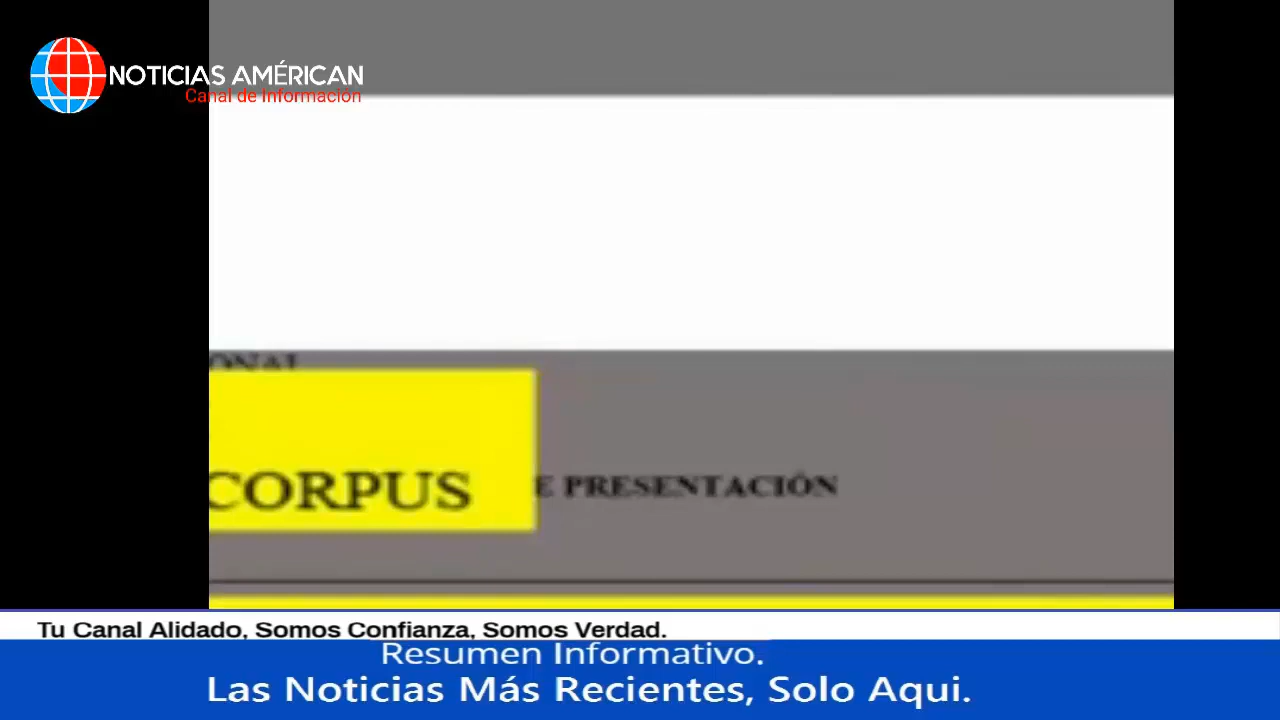 NOTICIAS AMÉRICAN
Canal de Información
CORPUS
E PRESENTACIÓN
Tu Canal Alidado, Somos Confianza, Somos Verdad.
Resumen Informativo.
Las Noticias Más Recientes, Solo Aqui.